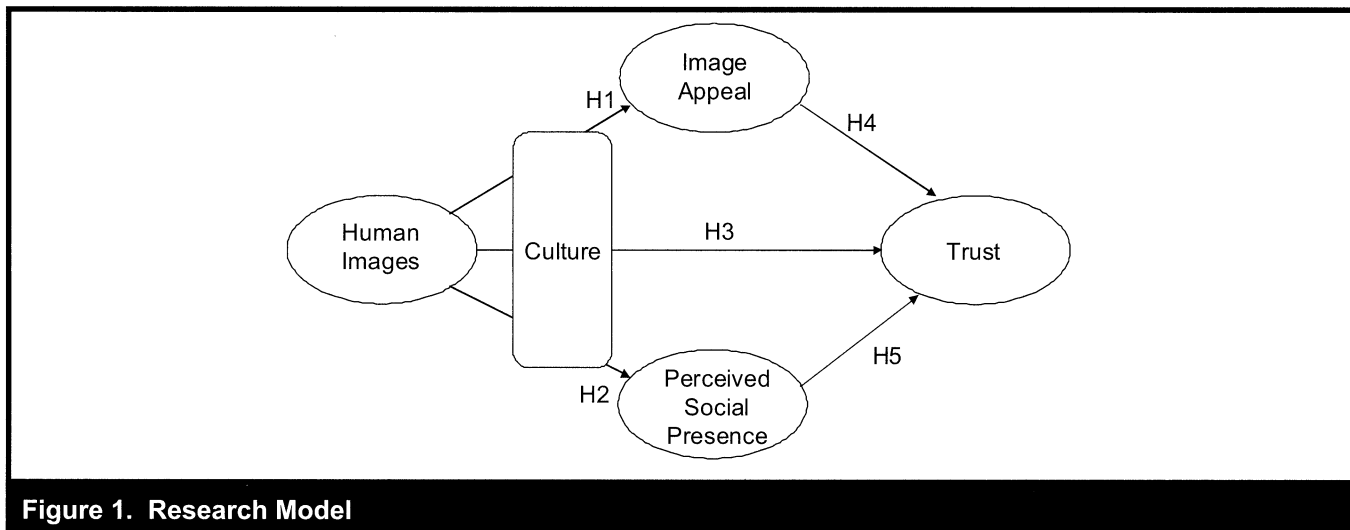 Image
Appeal
H1
H4
Human
Images
Culture
H3
Trust
H2
Perceived
Social
Presence
H5
Figure 1. Research Model